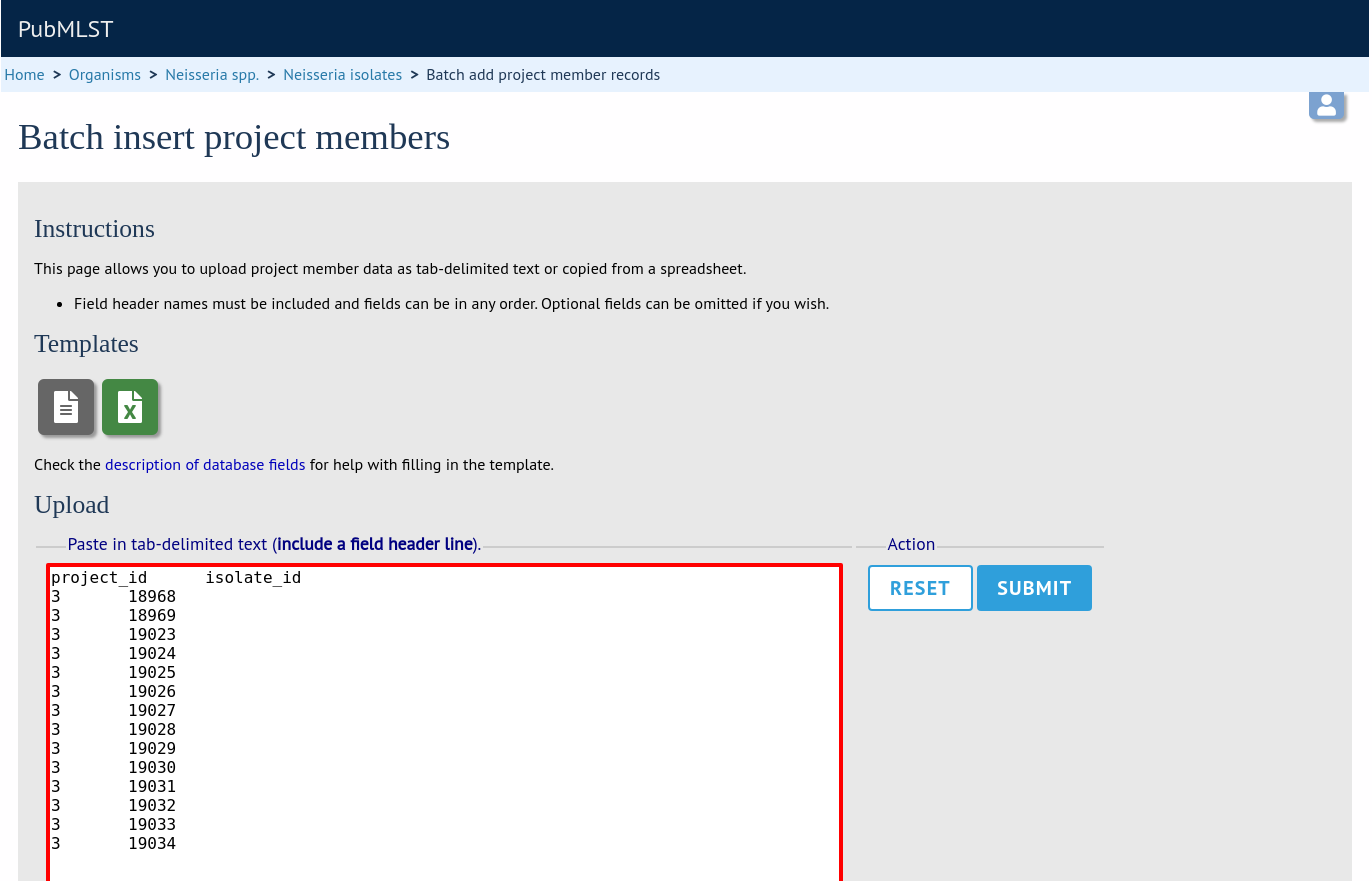 PubMLST
Home > Organisms > Neisseria spp. > Neisseria isolates > Batch add project member records
Batch insert project members
Instructions
This page allows you to upload project member data as tab-delimited text or copied from a spreadsheet.
• Field header names must be included and fields can be in any order. Optional fields can be omitted if you wish.
Templates
X
Check the description of database fields for help with filling in the template.
Upload
Paste in tab-delimited text (include a field header line).
Action
RESET SUBMIT
project_id	isolate_id
3	18968
3	18969
3	19023
3	19024
3	19025
3	19026
3	19027
3	19028
3	19029
3	19030
3	19031
3	19032
3	19033
3	19034